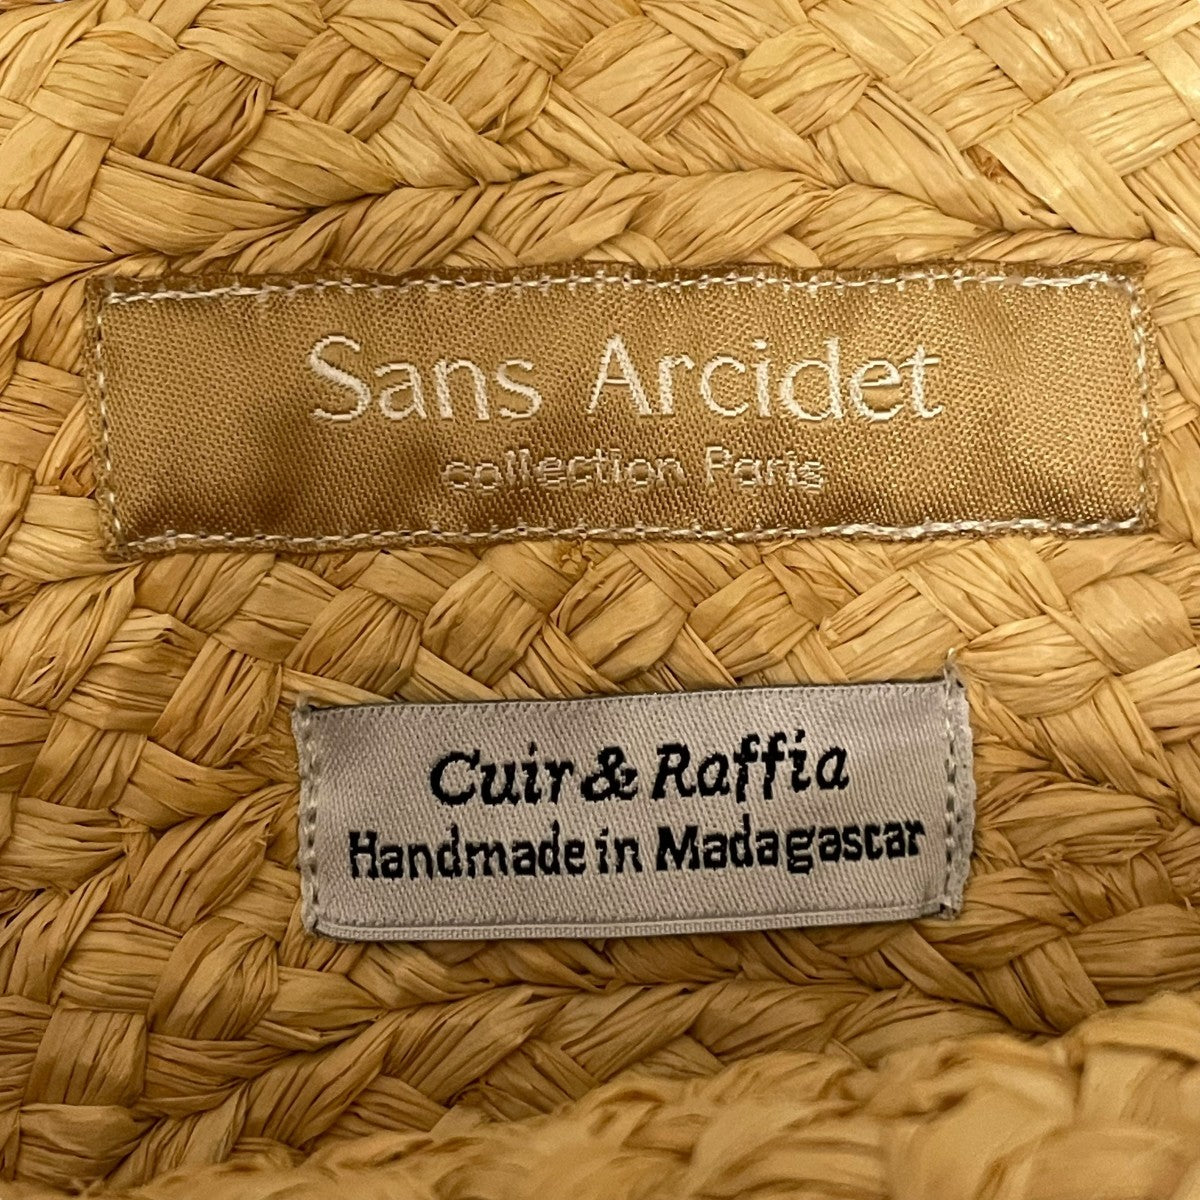 Sans Arcidet
collection Paris
Cuir & Raffia
Handmade in Madagascar